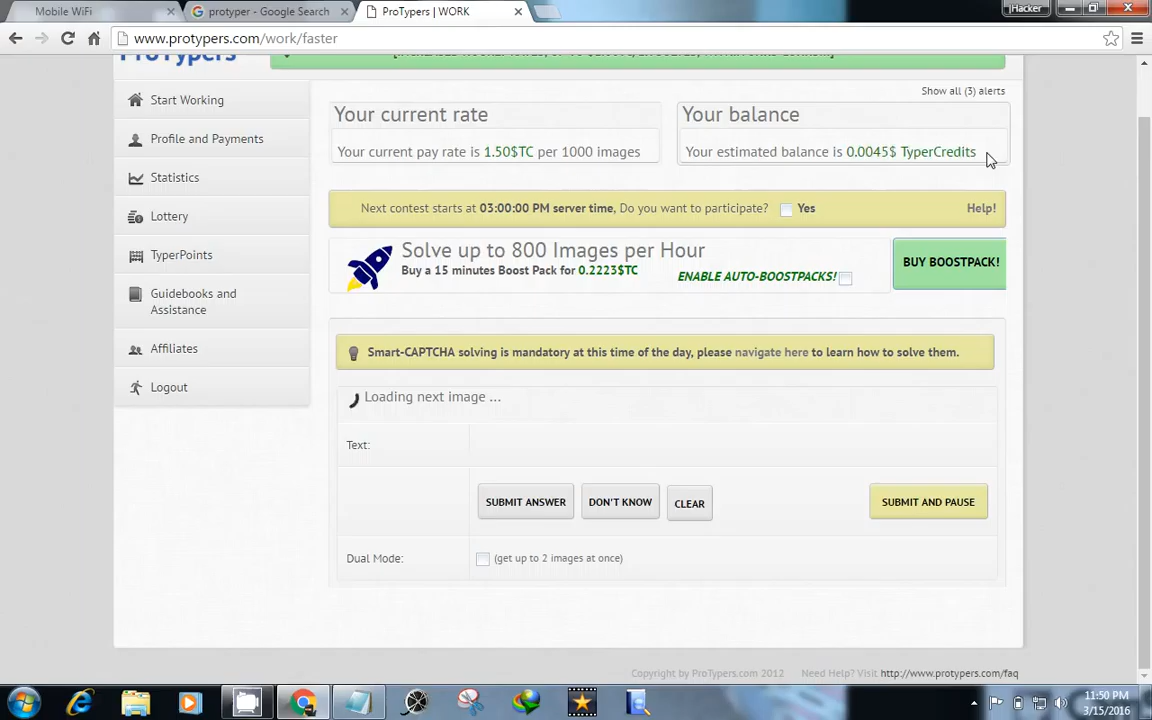 Mobile WiFi
protyper - Google Search
ProTypers | WORK
[Hacker]
www.protypers.com/work/faster
ProTypers
Show all (3) alerts
Start Working
Profile and Payments
Statistics
Lottery
TyperPoints
Guidebooks and
Assistance
Affiliates
Logout
Your current rate
Your current pay rate is 1.50$TC per 1000 images
Your balance
Your estimated balance is 0.0045$ TyperCredits
Next contest starts at 03:00:00 PM server time, Do you want to participate? Yes Help!
Solve up to 800 Images per Hour
Buy a 15 minutes Boost Pack for 0.2223$TC
ENABLE AUTO-BOOSTPACKS!
BUY BOOSTPACK!
Smart-CAPTCHA solving is mandatory at this time of the day, please navigate here to learn how to solve them.
Loading next image ...
Text:
SUBMIT ANSWER DON'T KNOW CLEAR SUBMIT AND PAUSE
Dual Mode: (get up to 2 images at once)
Copyright by ProTypers.com 2012 Need Help? Visit http://www.protypers.com/faq
11:50 PM
3/15/2016